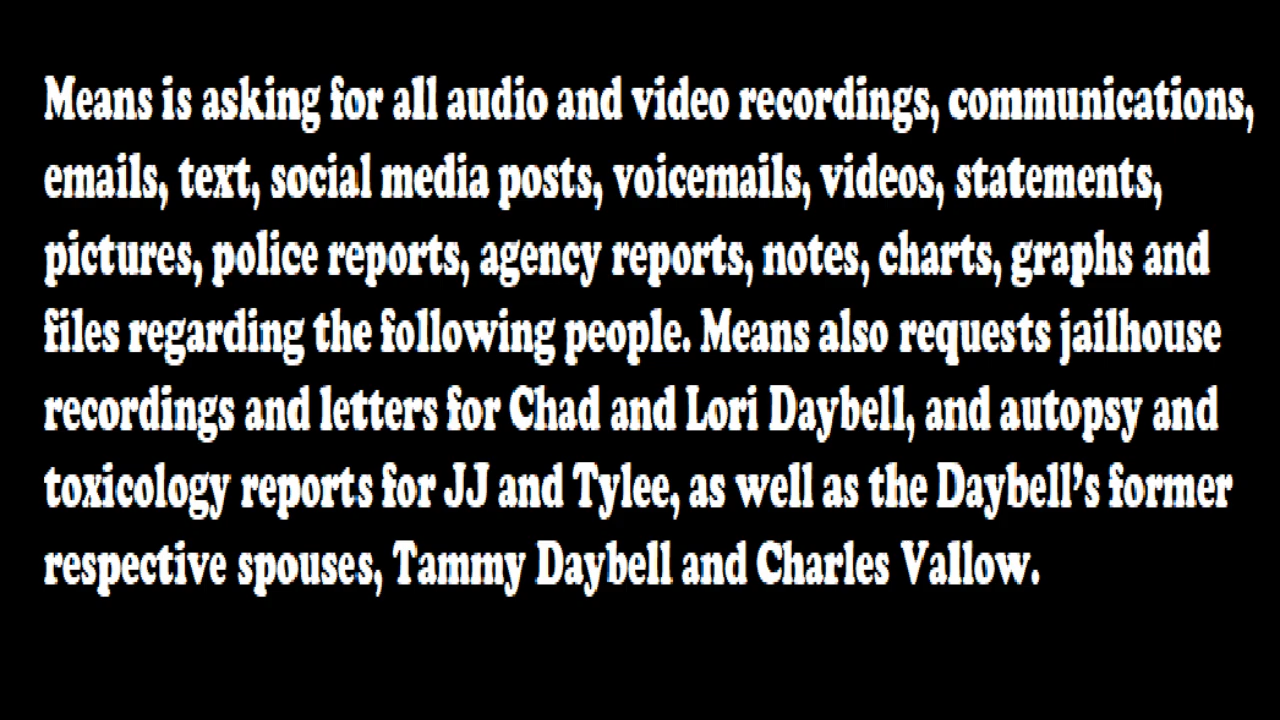 Means is asking for all audio and video recordings, communications,
emails, text, social media posts, voicemails, videos, statements,
pictures, police reports, agency reports, notes, charts, graphs and
files regarding the following people. Means also requests jailhouse
recordings and letters for Chad and Lori Daybell, and autopsy and
toxicology reports for JJ and Tylee, as well as the Daybell’s former
respective spouses, Tammy Daybell and Charles Vallow.